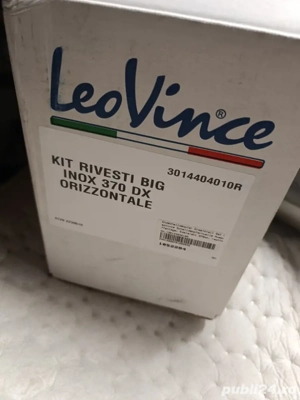 LeoVince®
KIT RIVESTI BIG 3014404010R
INOX 370 DX
ORIZZONTALE
publi24.ro